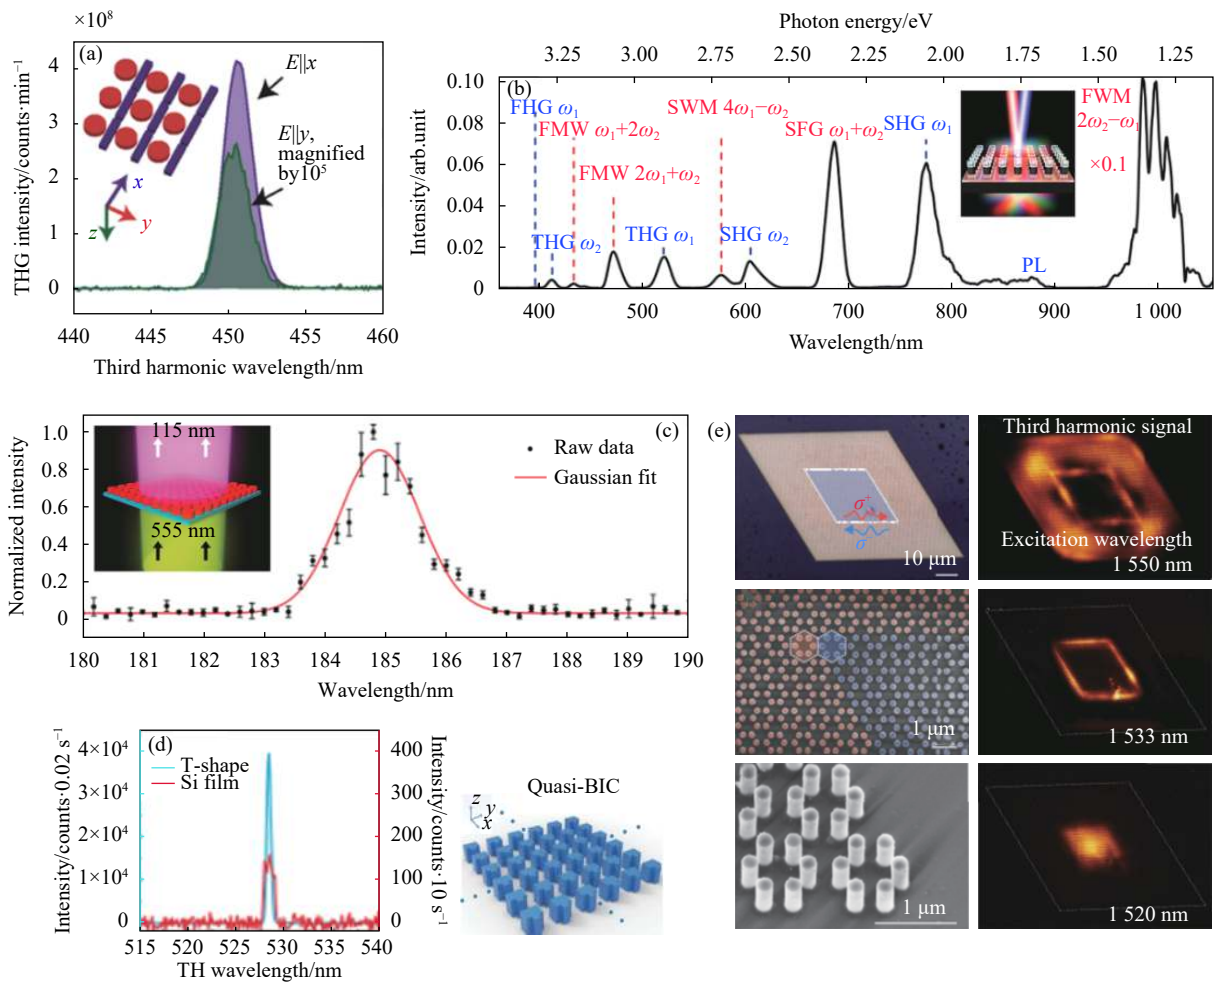 ×10⁸
(a)
THG intensity/counts·min⁻¹
4
3
2
1
0
E||x
E||y,
magnified
by10⁵
x
y
z
440
445
450
455
460
Third harmonic wavelength/nm
Photon energy/eV
3.25 3.00 2.75 2.50 2.25 2.00 1.75 1.50 1.25
(b)
Intensity/arb.unit
0.10
0.08
0.06
0.04
0.02
0
FHG ω₁
FMW ω₁+2ω₂
FMW 2ω₁+ω₂
SWM 4ω₁−ω₂
SFG ω₁+ω₂
SHG ω₁
FWM
2ω₂−ω₁
×0.1
THG ω₂
THG ω₁
SHG ω₂
PL
400 500 600 700 800 900 1 000
Wavelength/nm
(c)
Normalized intensity
1.0
0.8
0.6
0.4
0.2
0
115 nm
555 nm
Raw data
Gaussian fit
180 181 182 183 184 185 186 187 188 189 190
Wavelength/nm
(d)
Intensity/counts·0.02 s⁻¹
4×10⁴
3×10⁴
2×10⁴
1×10⁴
0
T-shape
Si film
400
300
200
100
0
Intensity/counts·10 s⁻¹
515 520 525 530 535 540
TH wavelength/nm
Quasi-BIC
z
y
x
(e)
σ⁺
σ⁻
10 μm
Third harmonic signal
Excitation wavelength
1 550 nm
1 μm
1 533 nm
1 μm
1 520 nm